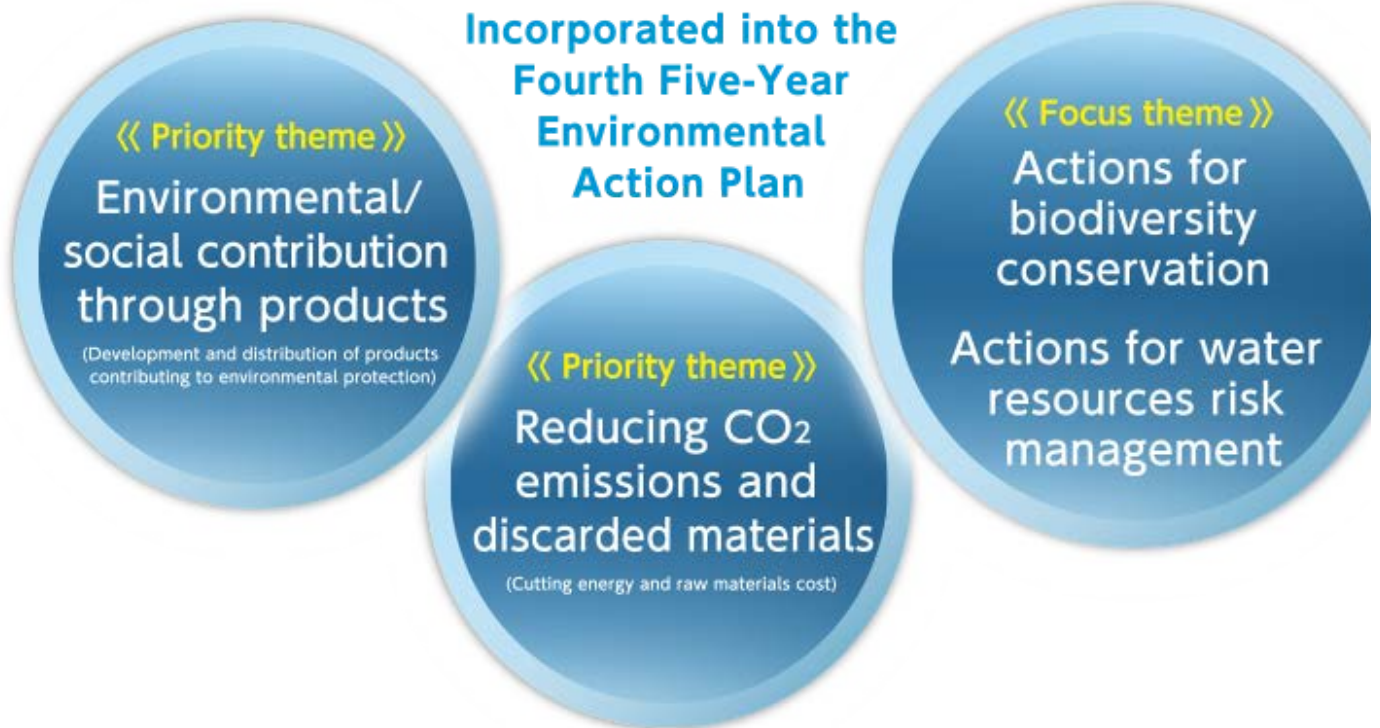 Incorporated into the
Fourth Five-Year
Environmental
Action Plan
《 Priority theme 》
Environmental/
social contribution
through products
(Development and distribution of products
contributing to environmental protection)
《 Priority theme 》
Reducing CO2
emissions and
discarded materials
(Cutting energy and raw materials cost)
《 Focus theme 》
Actions for
biodiversity
conservation
Actions for water
resources risk
management